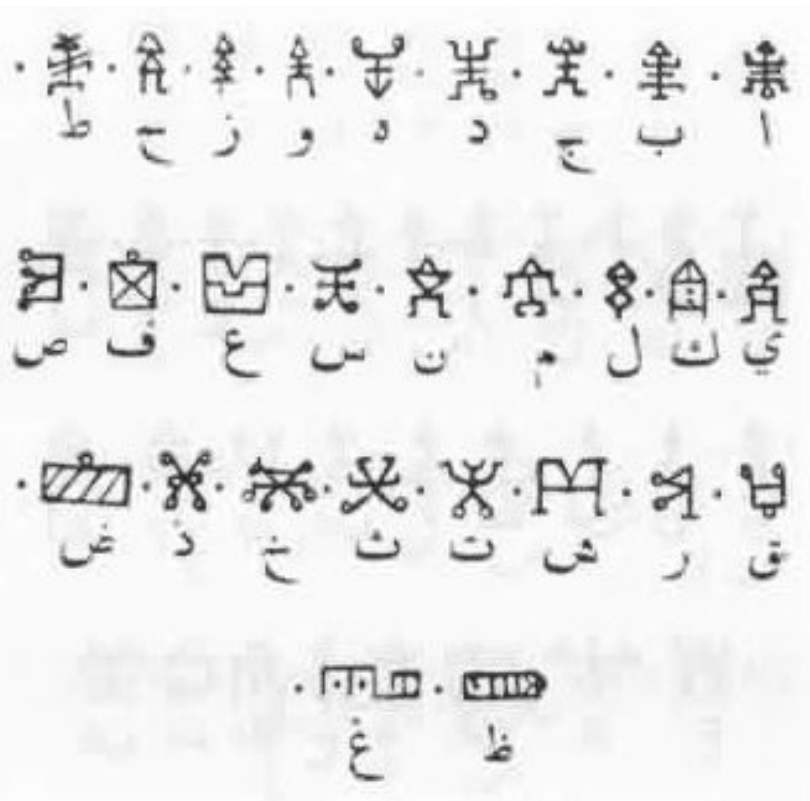 ا ب ج د ه و ز ح ط
ي ك ل م ن س ع ف ص
ق ر ش ت ث خ ذ ض
ظ غ